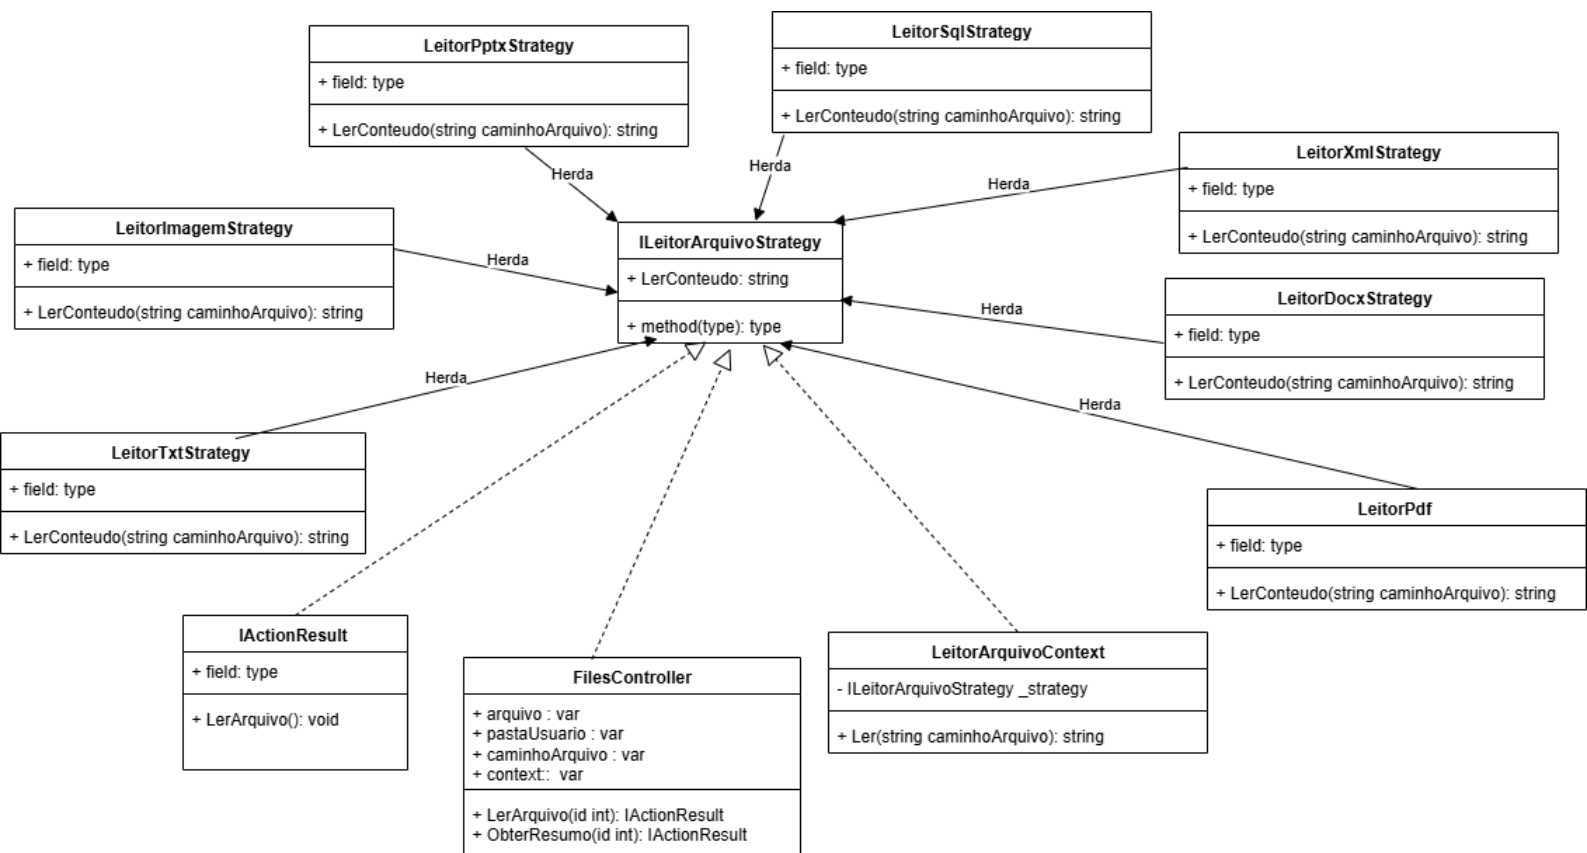 LeitorPptxStrategy
+ field: type
+ LerConteudo(string caminhoArquivo): string
LeitorSqlStrategy
+ field: type
+ LerConteudo(string caminhoArquivo): string
LeitorXmlStrategy
+ field: type
+ LerConteudo(string caminhoArquivo): string
Herda
Herda
Herda
LeitorImagemStrategy
+ field: type
+ LerConteudo(string caminhoArquivo): string
Herda
ILeitorArquivoStrategy
+ LerConteudo: string
+ method(type): type
Herda
LeitorDocxStrategy
+ field: type
+ LerConteudo(string caminhoArquivo): string
Herda
Herda
LeitorTxtStrategy
+ field: type
+ LerConteudo(string caminhoArquivo): string
LeitorPdf
+ field: type
+ LerConteudo(string caminhoArquivo): string
IActionResult
+ field: type
+ LerArquivo(): void
FilesController
+ arquivo : var
+ pastaUsuario : var
+ caminhoArquivo : var
+ context:: var
+ LerArquivo(id int): IActionResult
+ ObterResumo(id int): IActionResult
LeitorArquivoContext
- ILeitorArquivoStrategy _strategy
+ Ler(string caminhoArquivo): string